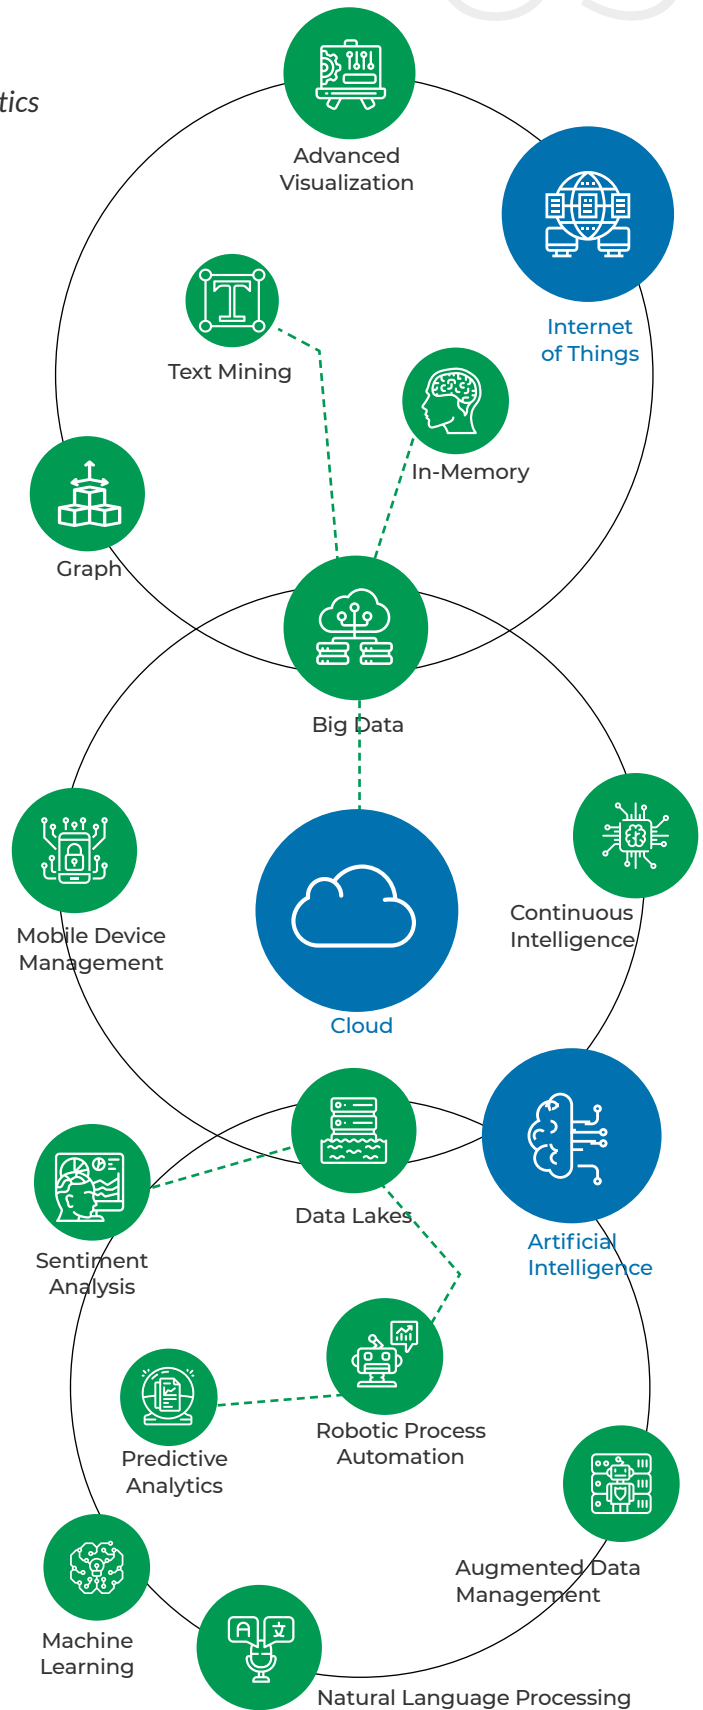 tics
Advanced
Visualization
Internet
of Things
Text Mining
In-Memory
Graph
Big Data
Continuous
Intelligence
Mobile Device
Management
Cloud
Data Lakes
Artificial
Intelligence
Sentiment
Analysis
Robotic Process
Automation
Predictive
Analytics
Augmented Data
Management
Machine
Learning
Natural Language Processing